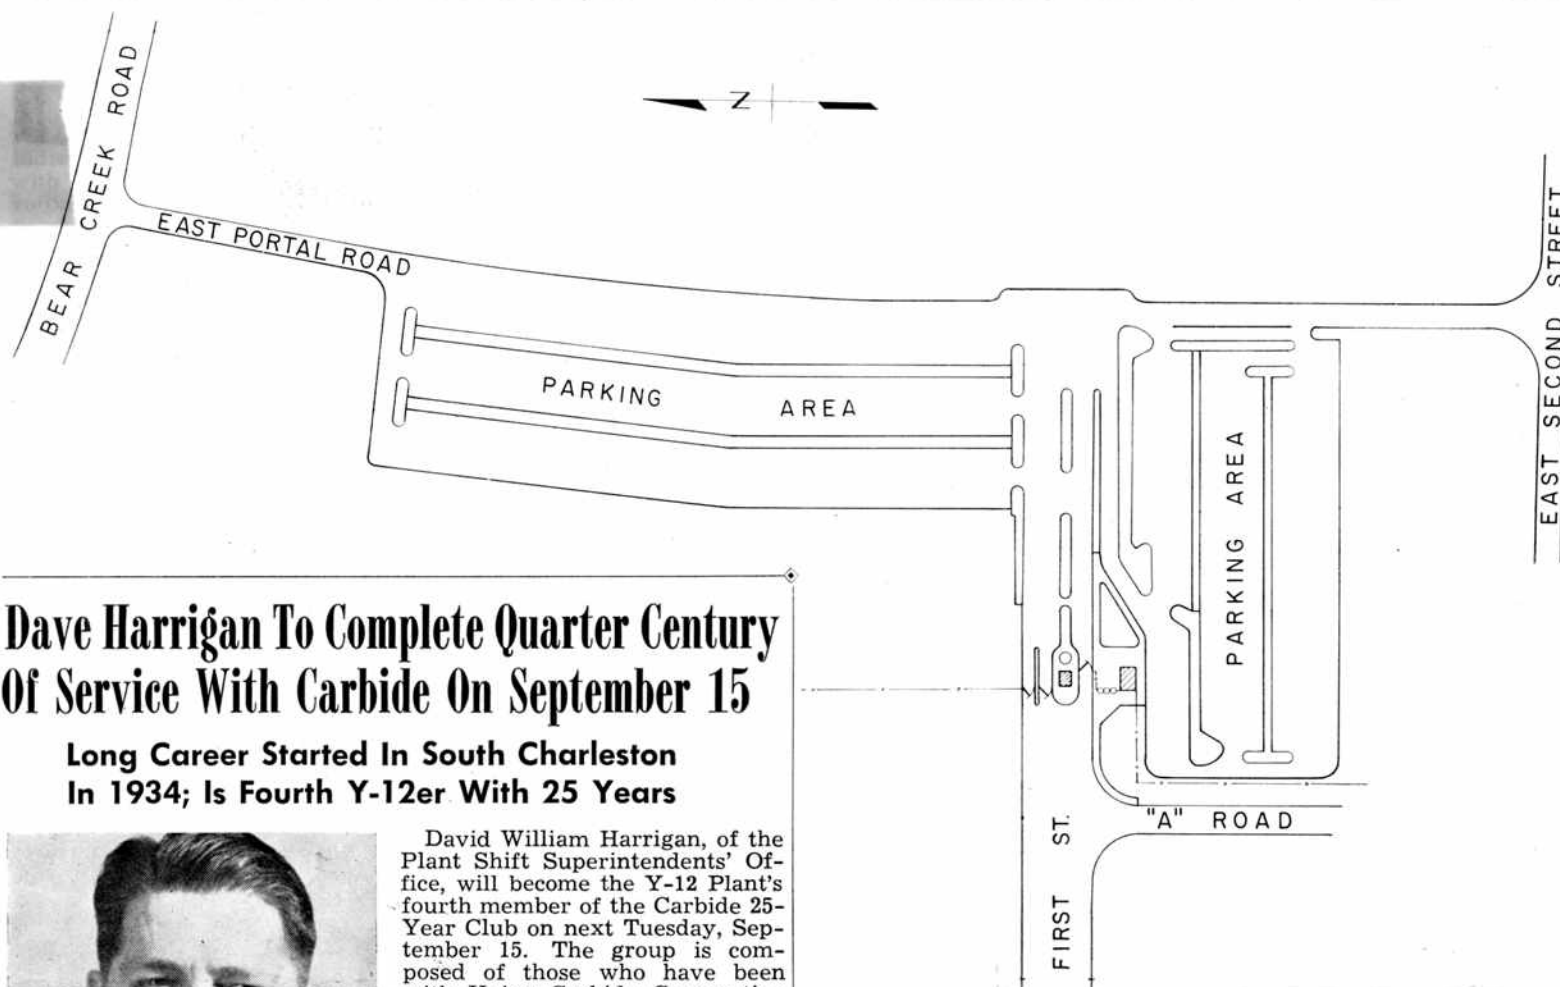 BEAR CREEK ROAD
N
EAST PORTAL ROAD
PARKING AREA
PARKING AREA
EAST SECOND STREET
"A" ROAD
FIRST ST.
Dave Harrigan To Complete Quarter Century
Of Service With Carbide On September 15
Long Career Started In South Charleston
In 1934; Is Fourth Y-12er With 25 Years
David William Harrigan, of the
Plant Shift Superintendents' Of-
fice, will become the Y-12 Plant's
fourth member of the Carbide 25-
Year Club on next Tuesday, Sep-
tember 15. The group is com-
posed of those who have been